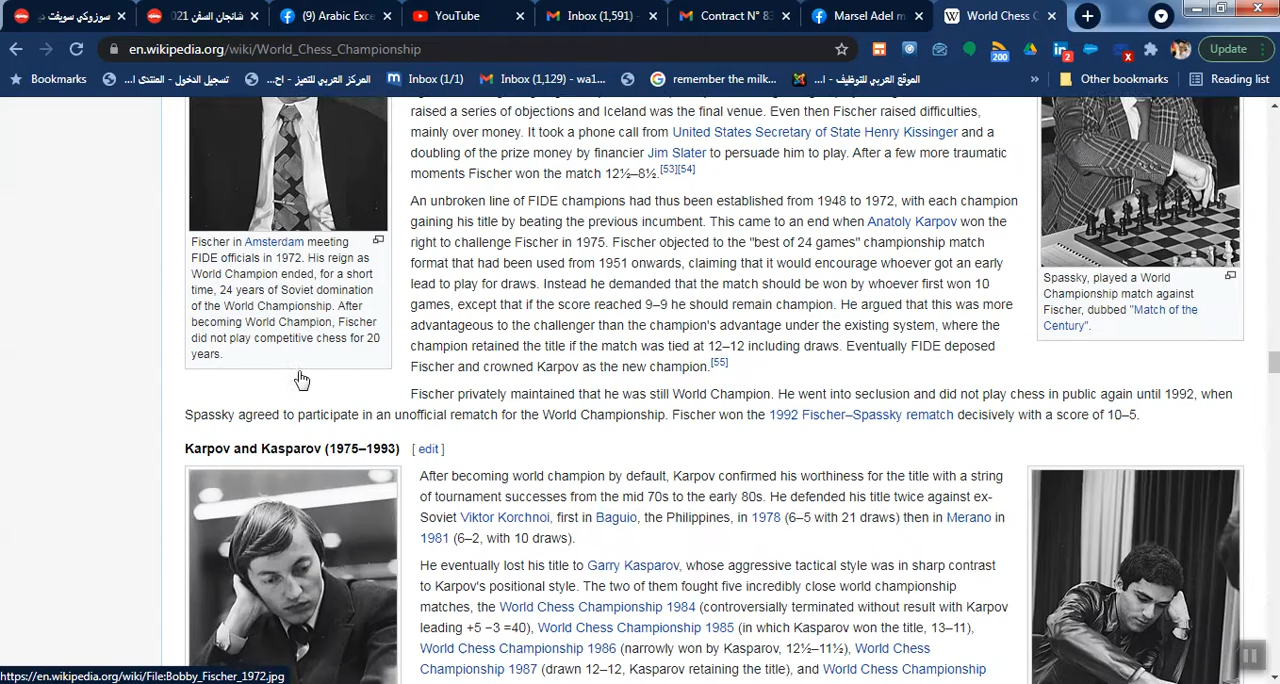 سوزوكي سويفت دي
شانجان السفن 2021
(9) Arabic Exce
YouTube
Inbox (1,591) -
Contract N° 83
Marsel Adel m
World Chess C
en.wikipedia.org/wiki/World_Chess_Championship
200
2
x
Update
Bookmarks
تسجيل الدخول - المنتدى ا...
المركز العربي للتميز - اح...
Inbox (1/1)
Inbox (1,129) - wa1...
remember the milk...
الموقع العربي للتوظيف - ا...
»
Other bookmarks
Reading list
raised a series of objections and Iceland was the final venue. Even then Fischer raised difficulties,
mainly over money. It took a phone call from United States Secretary of State Henry Kissinger and a
doubling of the prize money by financier Jim Slater to persuade him to play. After a few more traumatic
moments Fischer won the match 12½–8½.[53][54]
An unbroken line of FIDE champions had thus been established from 1948 to 1972, with each champion
gaining his title by beating the previous incumbent. This came to an end when Anatoly Karpov won the
right to challenge Fischer in 1975. Fischer objected to the "best of 24 games" championship match
format that had been used from 1951 onwards, claiming that it would encourage whoever got an early
lead to play for draws. Instead he demanded that the match should be won by whoever first won 10
games, except that if the score reached 9–9 he should remain champion. He argued that this was more
advantageous to the challenger than the champion's advantage under the existing system, where the
champion retained the title if the match was tied at 12–12 including draws. Eventually FIDE deposed
Fischer and crowned Karpov as the new champion.[55]
Fischer in Amsterdam meeting
FIDE officials in 1972. His reign as
World Champion ended, for a short
time, 24 years of Soviet domination
of the World Championship. After
becoming World Champion, Fischer
did not play competitive chess for 20
years.
Spassky, played a World
Championship match against
Fischer, dubbed "Match of the
Century".
Fischer privately maintained that he was still World Champion. He went into seclusion and did not play chess in public again until 1992, when
Spassky agreed to participate in an unofficial rematch for the World Championship. Fischer won the 1992 Fischer–Spassky rematch decisively with a score of 10–5.
Karpov and Kasparov (1975–1993) [ edit ]
After becoming world champion by default, Karpov confirmed his worthiness for the title with a string
of tournament successes from the mid 70s to the early 80s. He defended his title twice against ex-
Soviet Viktor Korchnoi, first in Baguio, the Philippines, in 1978 (6–5 with 21 draws) then in Merano in
1981 (6–2, with 10 draws).
He eventually lost his title to Garry Kasparov, whose aggressive tactical style was in sharp contrast
to Karpov's positional style. The two of them fought five incredibly close world championship
matches, the World Chess Championship 1984 (controversially terminated without result with Karpov
leading +5 −3 =40), World Chess Championship 1985 (in which Kasparov won the title, 13–11),
World Chess Championship 1986 (narrowly won by Kasparov, 12½–11½), World Chess
Championship 1987 (drawn 12–12, Kasparov retaining the title), and World Chess Championship
https://en.wikipedia.org/wiki/File:Bobby_Fischer_1972.jpg